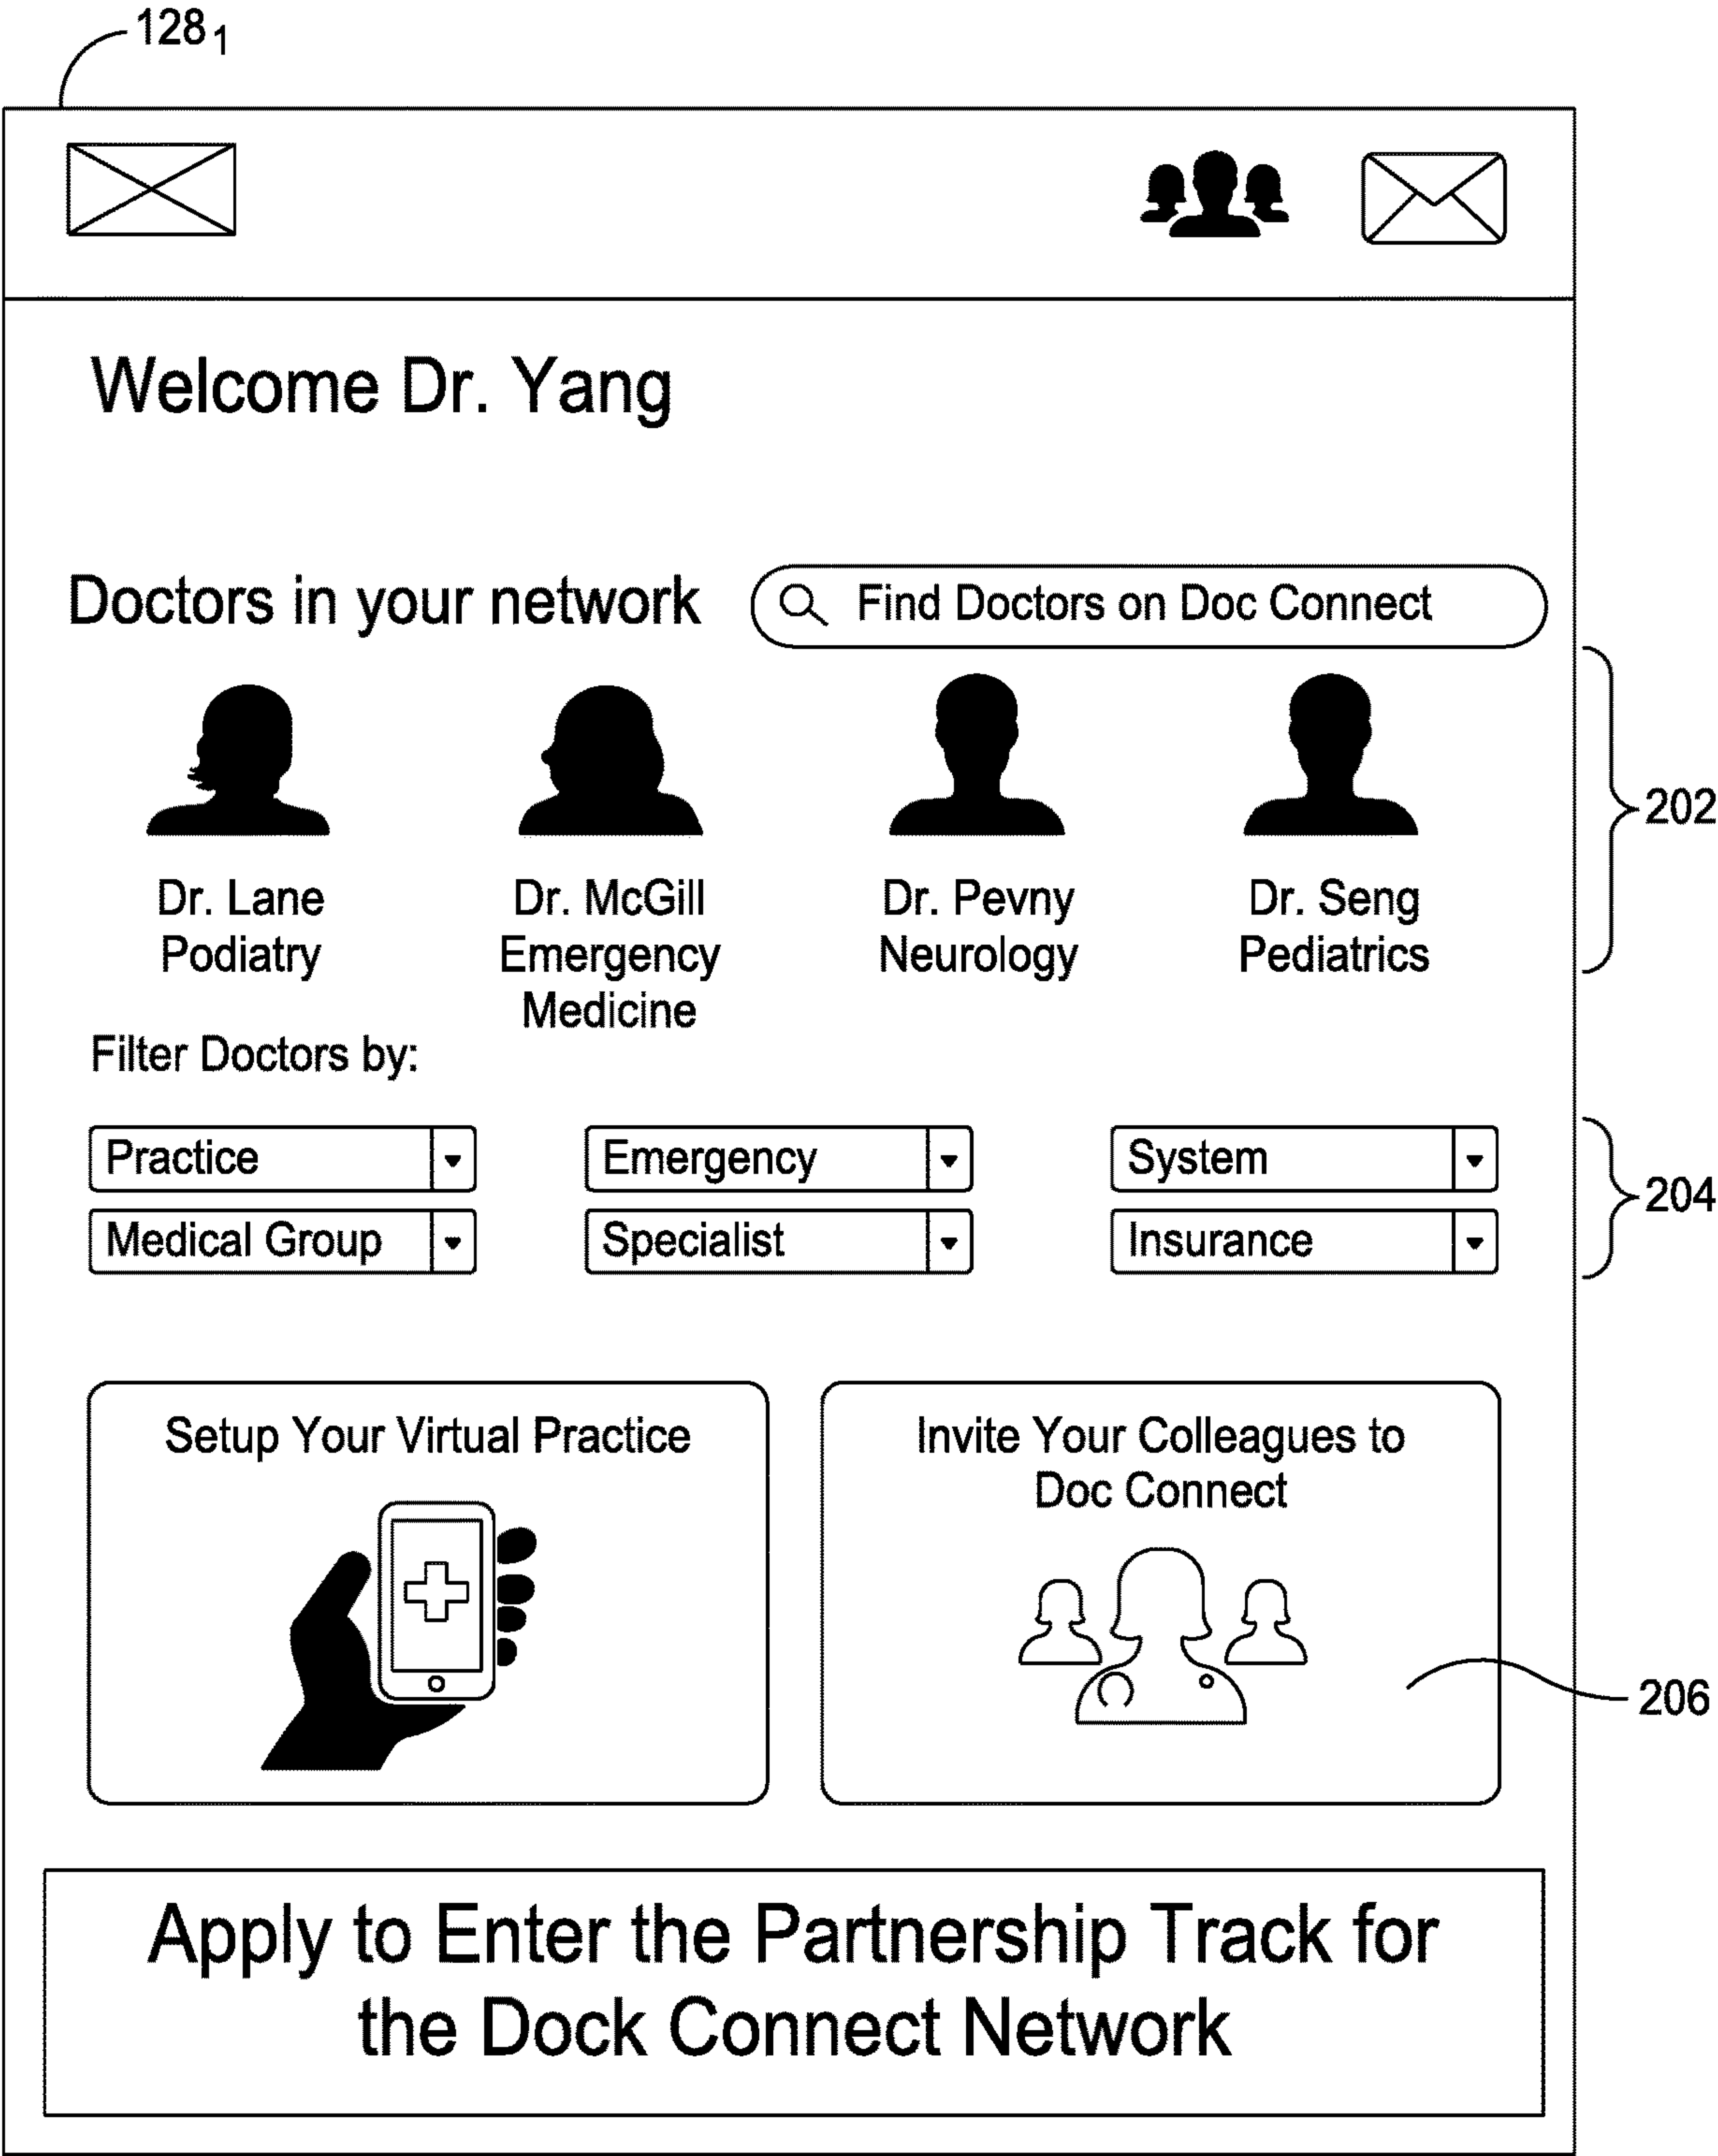 128 1
Welcome Dr. Yang
Doctors in your network
Find Doctors on Doc Connect
Dr. Lane
Podiatry
Dr. McGill
Emergency
Medicine
Dr. Pevny
Neurology
Dr. Seng
Pediatrics
202
Filter Doctors by:
Practice
Emergency
System
Medical Group
Specialist
Insurance
204
Setup Your Virtual Practice
Invite Your Colleagues to
Doc Connect
206
Apply to Enter the Partnership Track for
the Dock Connect Network